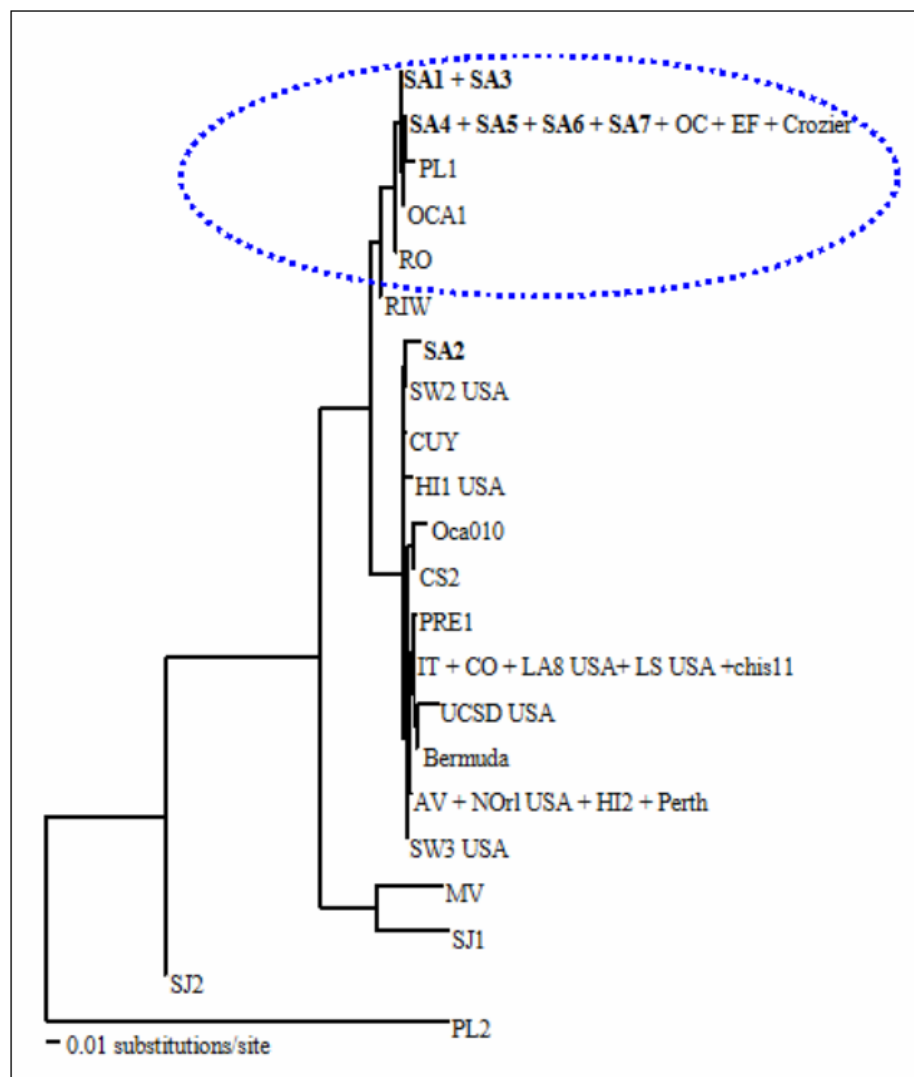 SA1 + SA3
SA4 + SA5 + SA6 + SA7 + OC + EF + Crozier
PL1
OCA1
RO
RIW
SA2
SW2 USA
CUY
HI1 USA
Oca010
CS2
PRE1
IT + CO + LA8 USA+ LS USA +chis11
UCSD USA
Bermuda
AV + NOrl USA + HI2 + Perth
SW3 USA
MV
SJ1
SJ2
PL2
0.01 substitutions/site